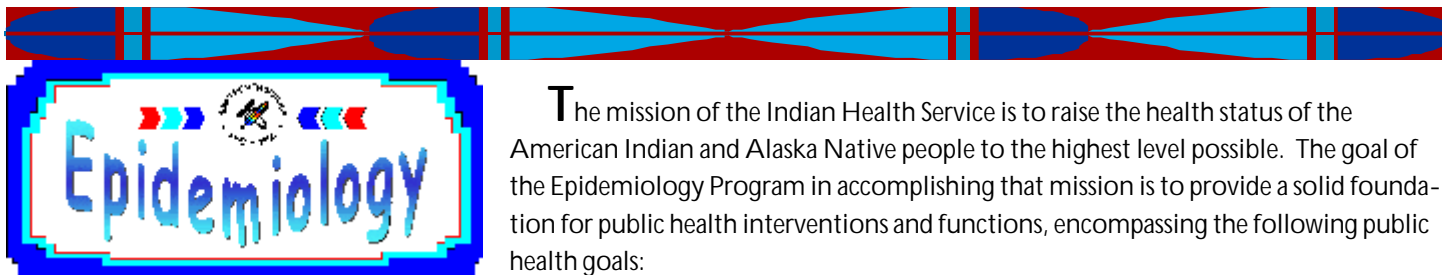 Epidemiology
The mission of the Indian Health Service is to raise the health status of the
American Indian and Alaska Native people to the highest level possible.  The goal of
the Epidemiology Program in accomplishing that mission is to provide a solid founda-
tion for public health interventions and functions, encompassing the following public
health goals: